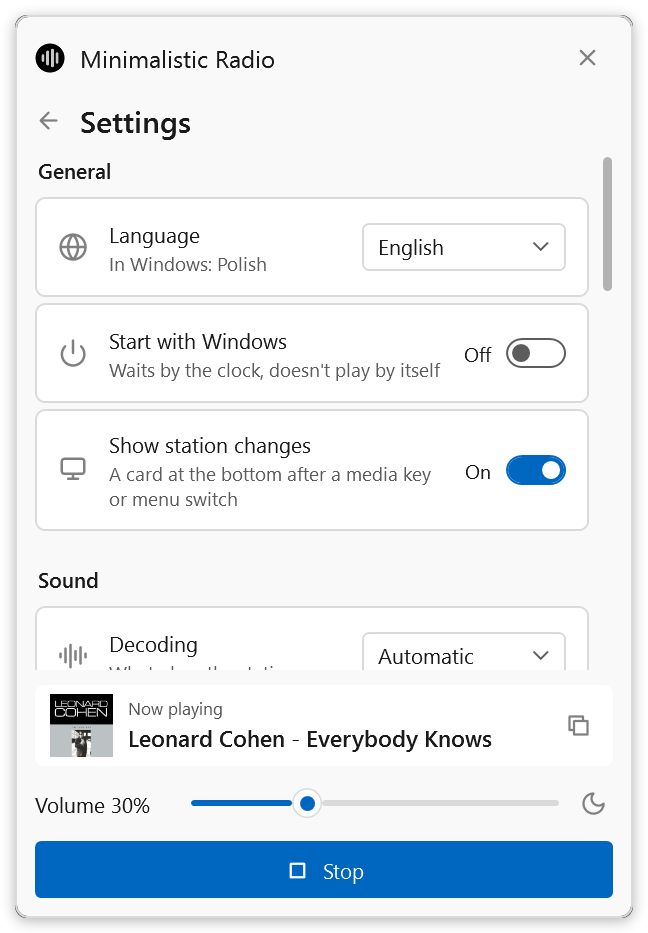 Minimalistic Radio
Settings
General
Language
In Windows: Polish
English
Start with Windows
Waits by the clock, doesn't play by itself
Off
Show station changes
A card at the bottom after a media key
or menu switch
On
Sound
Decoding
Automatic
LEONARD
COHEN
Now playing
Leonard Cohen - Everybody Knows
Volume 30%
Stop